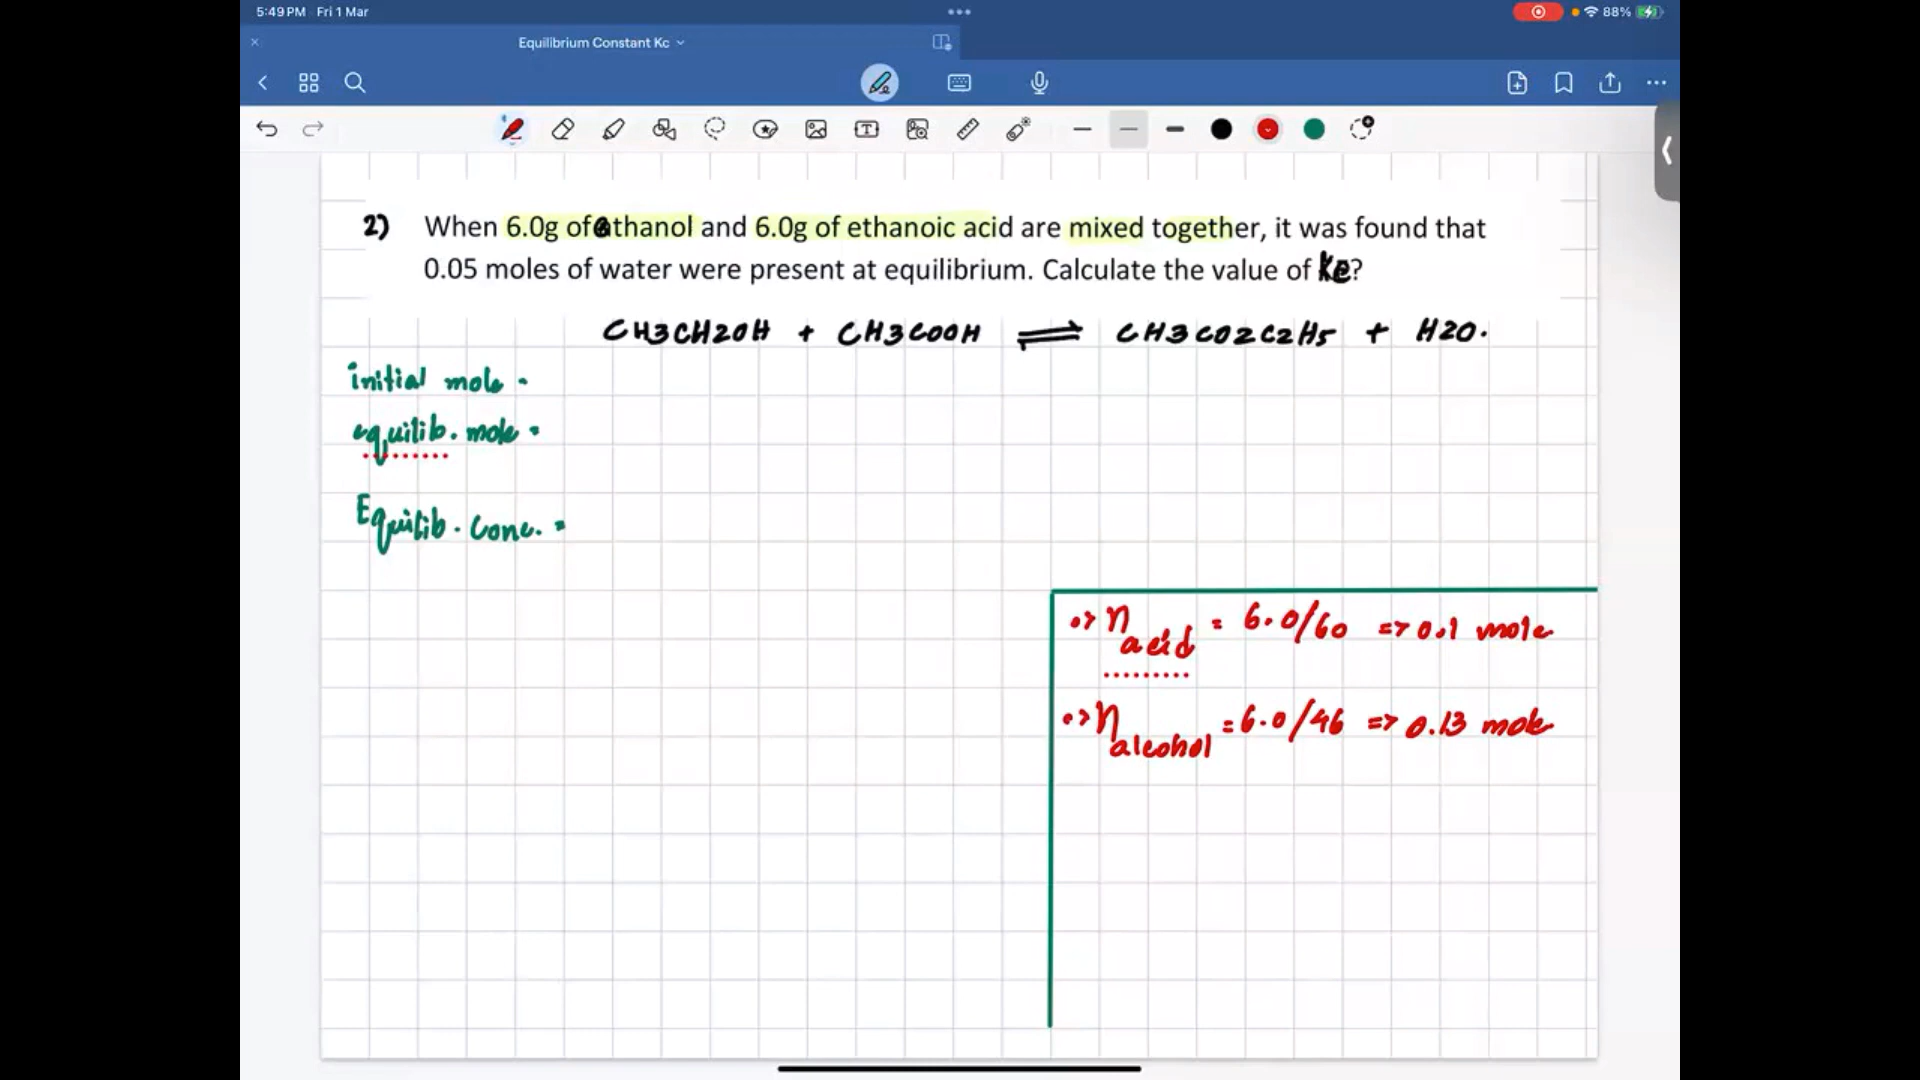 5:49 PM Fri 1 Mar
88%
Equilibrium Constant Kc
2) When 6.0g of ethanol and 6.0g of ethanoic acid are mixed together, it was found that
0.05 moles of water were present at equilibrium. Calculate the value of Kc?
CH3CH2OH + CH3COOH ⇌ CH3CO2C2H5 + H2O.
initial mole =
equilib. mole =
Equilib. Conc. =
•> n acid = 6.0/60 => 0.1 mole
•> n alcohol = 6.0/46 => 0.13 mole